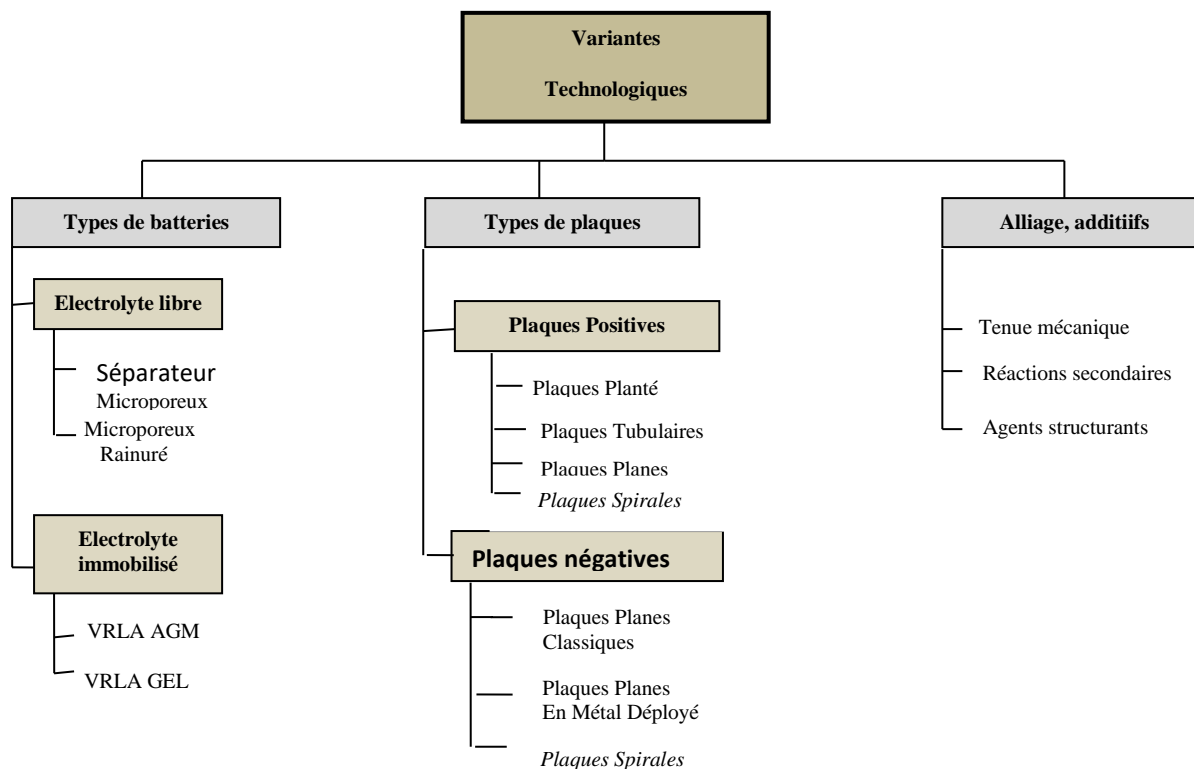 Variantes
Technologiques
Types de batteries
Types de plaques
Alliage, additiifs
Electrolyte libre
Séparateur
Microporeux
Microporeux
Rainuré
Electrolyte
immobilisé
VRLA AGM
VRLA GEL
Plaques Positives
Plaques Planté
Plaques Tubulaires
Plaques Planes
Plaques Spirales
Plaques négatives
Plaques Planes
Classiques
Plaques Planes
En Métal Déployé
Plaques Spirales
Tenue mécanique
Réactions secondaires
Agents structurants